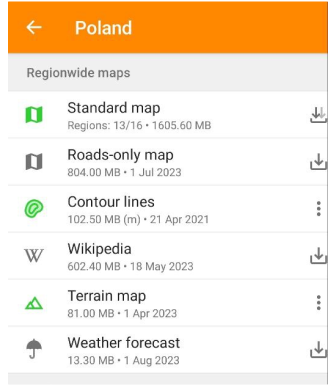 Poland
Regionwide maps
Standard map
Regions: 13/16 • 1605.60 MB
Roads-only map
804.00 MB • 1 Jul 2023
Contour lines
102.50 MB (m) • 21 Apr 2021
W Wikipedia
602.40 MB • 18 May 2023
Terrain map
81.00 MB • 1 Apr 2023
Weather forecast
13.30 MB • 1 Aug 2023